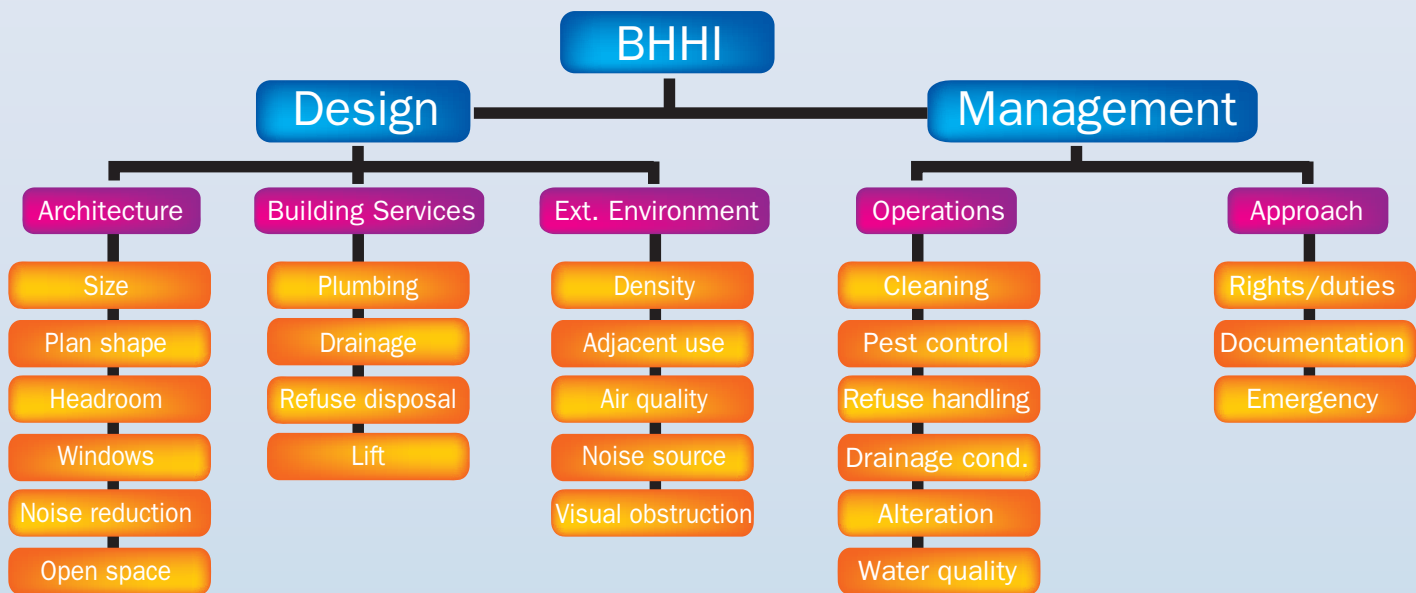 BHHI
Design
Management
Architecture
Building Services
Ext. Environment
Operations
Approach
Size
Plan shape
Headroom
Windows
Noise reduction
Open space
Plumbing
Drainage
Refuse disposal
Lift
Density
Adjacent use
Air quality
Noise source
Visual obstruction
Cleaning
Pest control
Refuse handling
Drainage cond.
Alteration
Water quality
Rights/duties
Documentation
Emergency